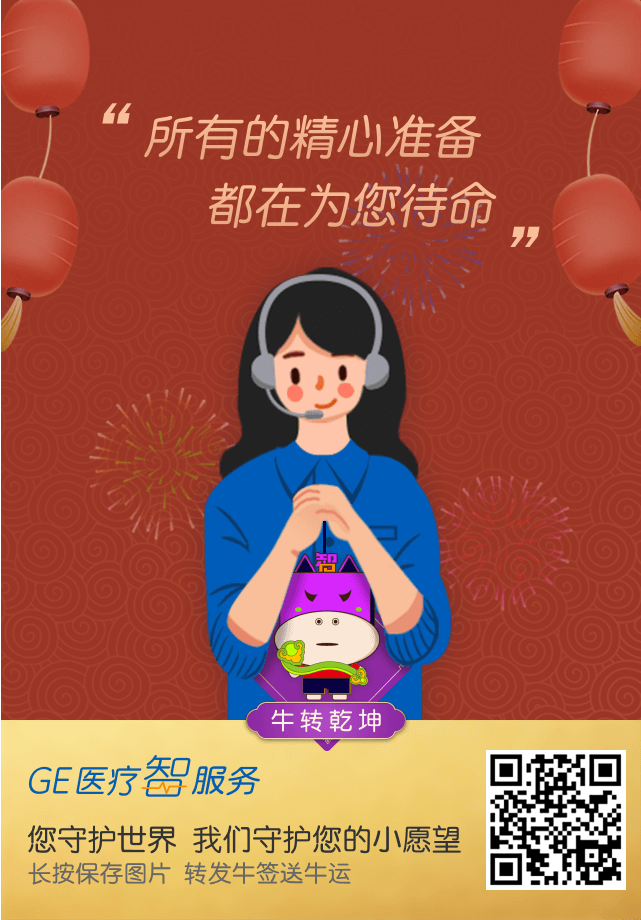 “所有的精心准备
都在为您待命”
智
牛转乾坤
GE医疗智服务
您守护世界 我们守护您的小愿望
长按保存图片 转发牛签送牛运